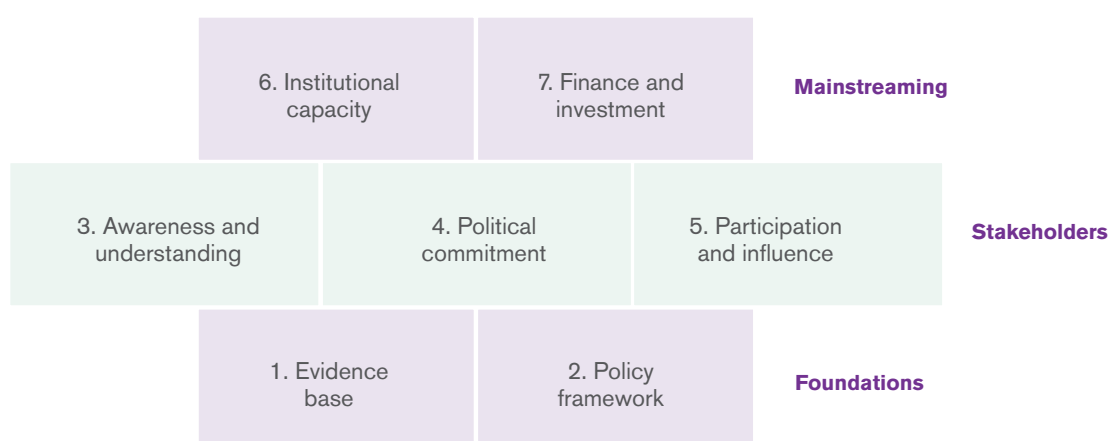 6. Institutional
capacity
7. Finance and
investment
Mainstreaming
3. Awareness and
understanding
4. Political
commitment
5. Participation
and influence
Stakeholders
1. Evidence
base
2. Policy
framework
Foundations